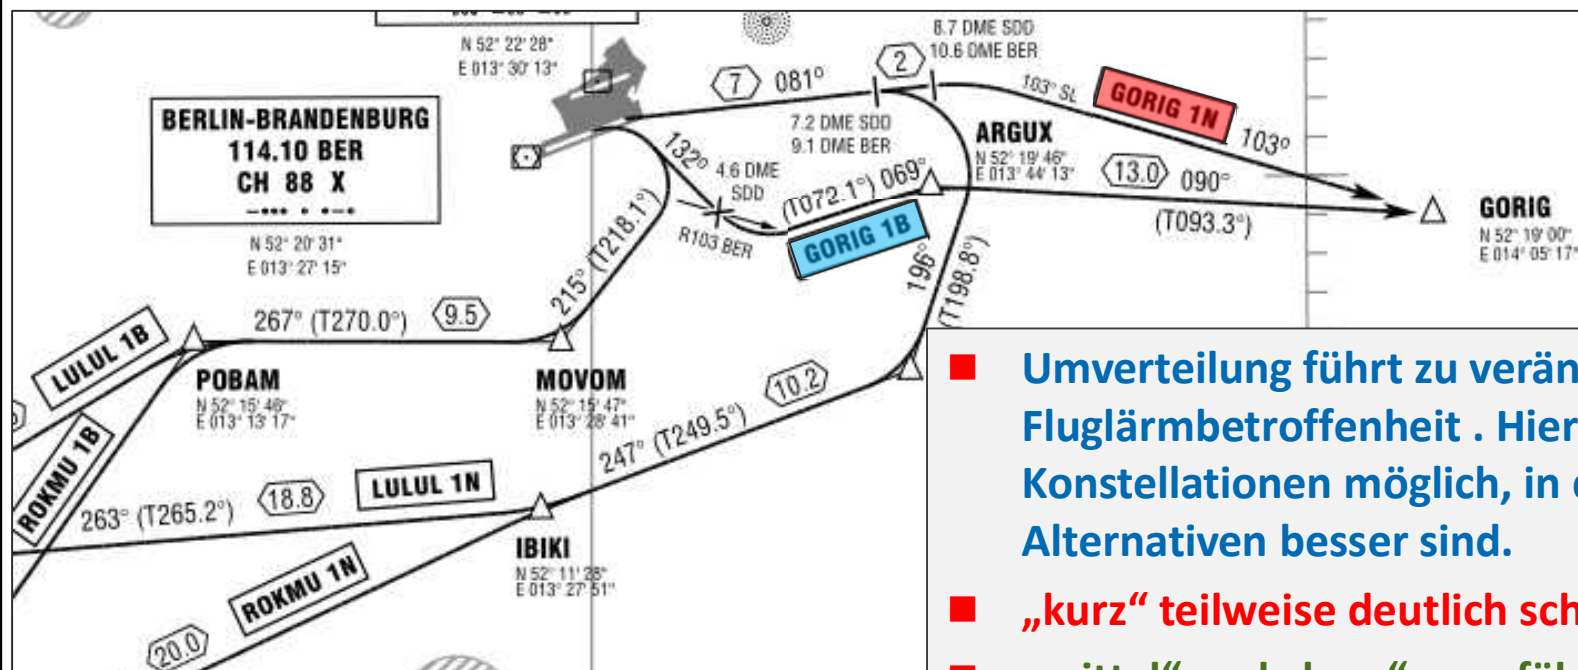 N 52° 22' 28"
E 013° 30' 13"
BERLIN-BRANDENBURG
114.10 BER
CH 88 X
N 52° 20' 31"
E 013° 27' 15"
7 081°
2
8.7 DME SDD
10.6 DME BER
7.2 DME SDD
9.1 DME BER
103° SL
GORIG 1N
103°
ARGUX
N 52° 19' 46"
E 013° 44' 13"
13.0 090°
(T093.3°)
GORIG
N 52° 19' 00"
E 014° 05' 17"
132°
4.6 DME
SDD
R103 BER
(T072.1°) 069°
GORIG 1B
196°
(T198.8°)
215° (T218.1°)
267° (T270.0°) 9.5
LULUL 1B
POBAM
N 52° 15' 46"
E 013° 13' 17"
MOVOM
N 52° 15' 47"
E 013° 28' 41"
10.2
247° (T249.5°)
ROKMU 1B
263° (T265.2°) 18.8
LULUL 1N
IBIKI
N 52° 11' 28"
E 013° 27' 51"
ROKMU 1N
20.0
Umverteilung führt zu verän
Fluglärmbetroffenheit . Hier
Konstellationen möglich, in
Alternativen besser sind.
„kurz“ teilweise deutlich sch